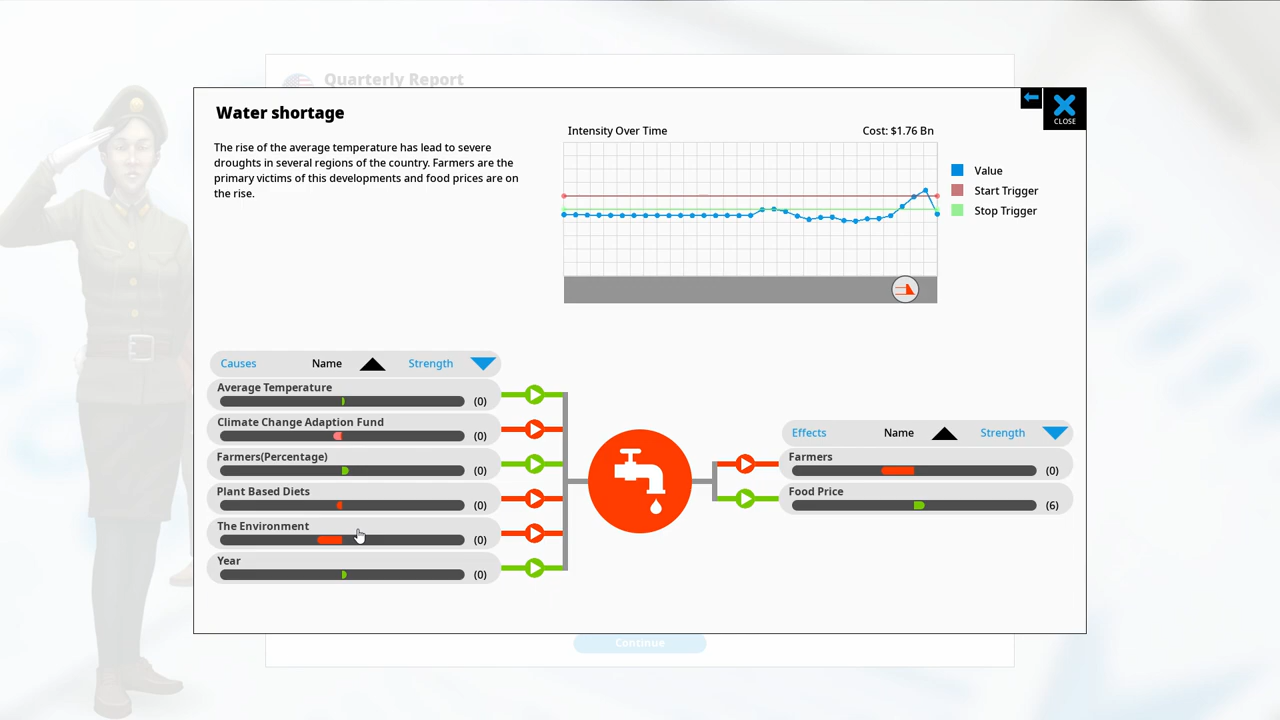 Quarterly Report
Water shortage
CLOSE
The rise of the average temperature has lead to severe
droughts in several regions of the country. Farmers are the
primary victims of this developments and food prices are on
the rise.
Intensity Over Time
Cost: $1.76 Bn
Value
Start Trigger
Stop Trigger
Causes Name Strength
Average Temperature
(0)
Climate Change Adaption Fund
(0)
Farmers(Percentage)
(0)
Plant Based Diets
(0)
The Environment
(0)
Year
(0)
Effects Name Strength
Farmers
(0)
Food Price
(6)
Continue